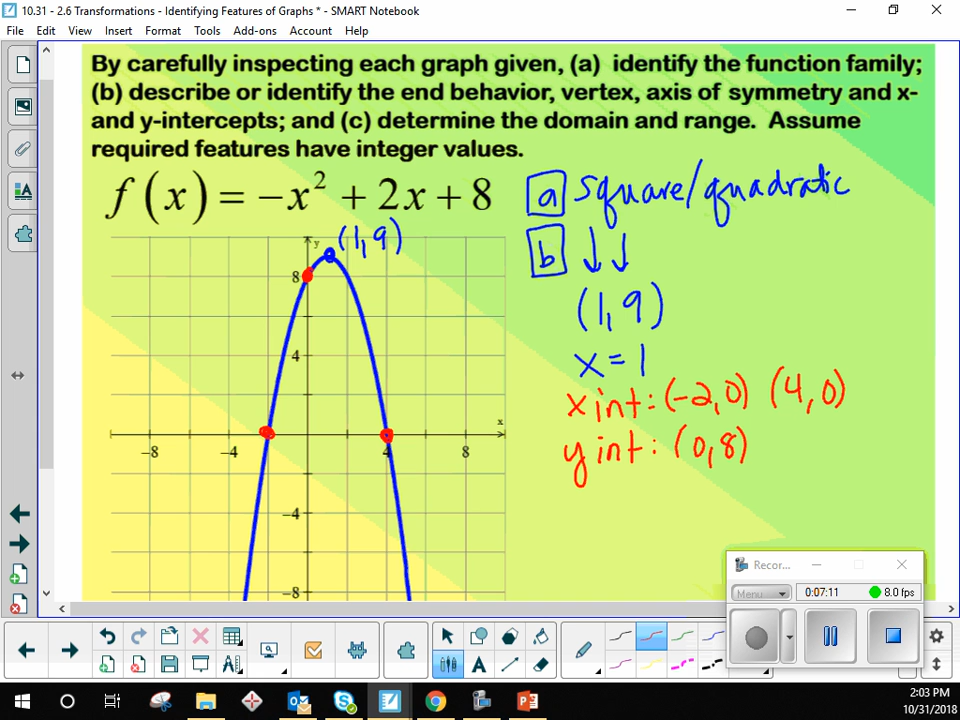 10.31 - 2.6 Transformations - Identifying Features of Graphs * - SMART Notebook
File Edit View Insert Format Tools Add-ons Account Help
By carefully inspecting each graph given, (a) identify the function family;
(b) describe or identify the end behavior, vertex, axis of symmetry and x-
and y-intercepts; and (c) determine the domain and range. Assume
required features have integer values.
f(x) = −x² + 2x + 8
a square/quadratic
b ↓↓
(1,9)
x = 1
x int: (-2,0) (4,0)
y int: (0,8)
(1,9)
y
8
4
x
−8 −4 4 8
−4
−8
Recor...
Menu 0:07:11 8.0 fps
A
2:03 PM
10/31/2018